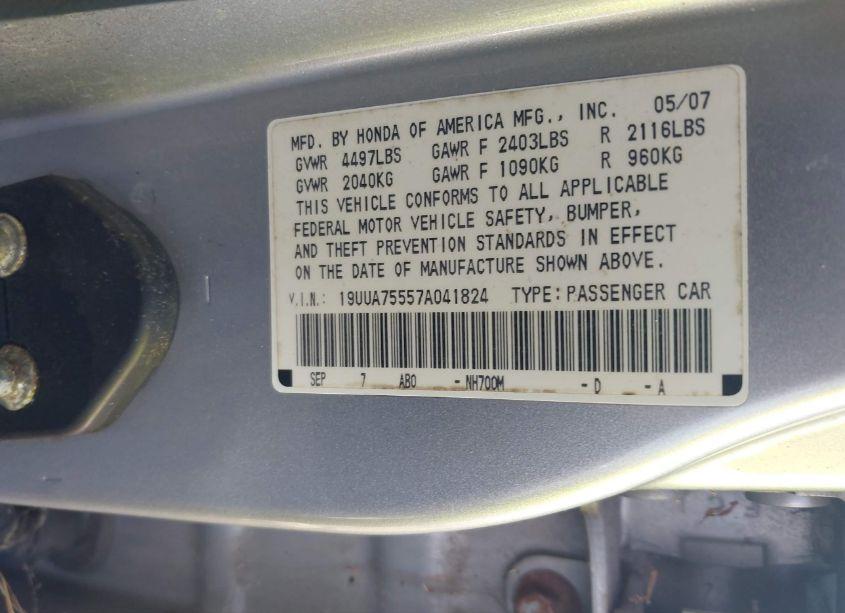 MFD. BY HONDA OF AMERICA MFG., INC. 05/07
GVWR 4497LBS GAWR F 2403LBS R 2116LBS
GVWR 2040KG GAWR F 1090KG R 960KG
THIS VEHICLE CONFORMS TO ALL APPLICABLE
FEDERAL MOTOR VEHICLE SAFETY, BUMPER,
AND THEFT PREVENTION STANDARDS IN EFFECT
ON THE DATE OF MANUFACTURE SHOWN ABOVE.
V.I.N.: 19UUA75557A041824 TYPE: PASSENGER CAR
SEP 7 AB0 - NH700M - D - A